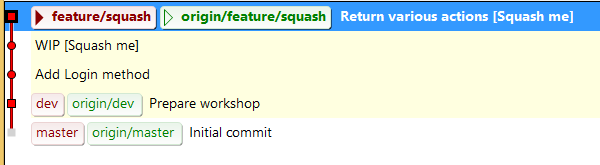 feature/squash origin/feature/squash Return various actions [Squash me]
WIP [Squash me]
Add Login method
dev origin/dev Prepare workshop
master origin/master Initial commit